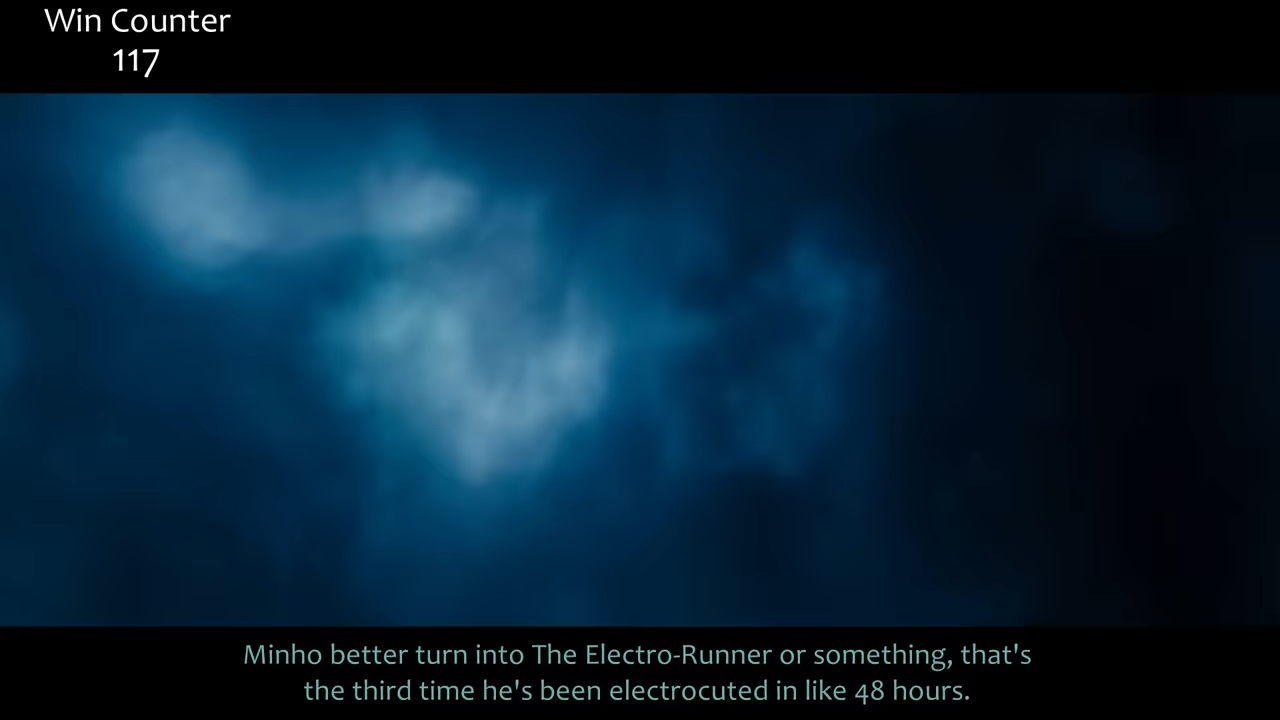 Win Counter
117
Minho better turn into The Electro-Runner or something, that's
the third time he's been electrocuted in like 48 hours.